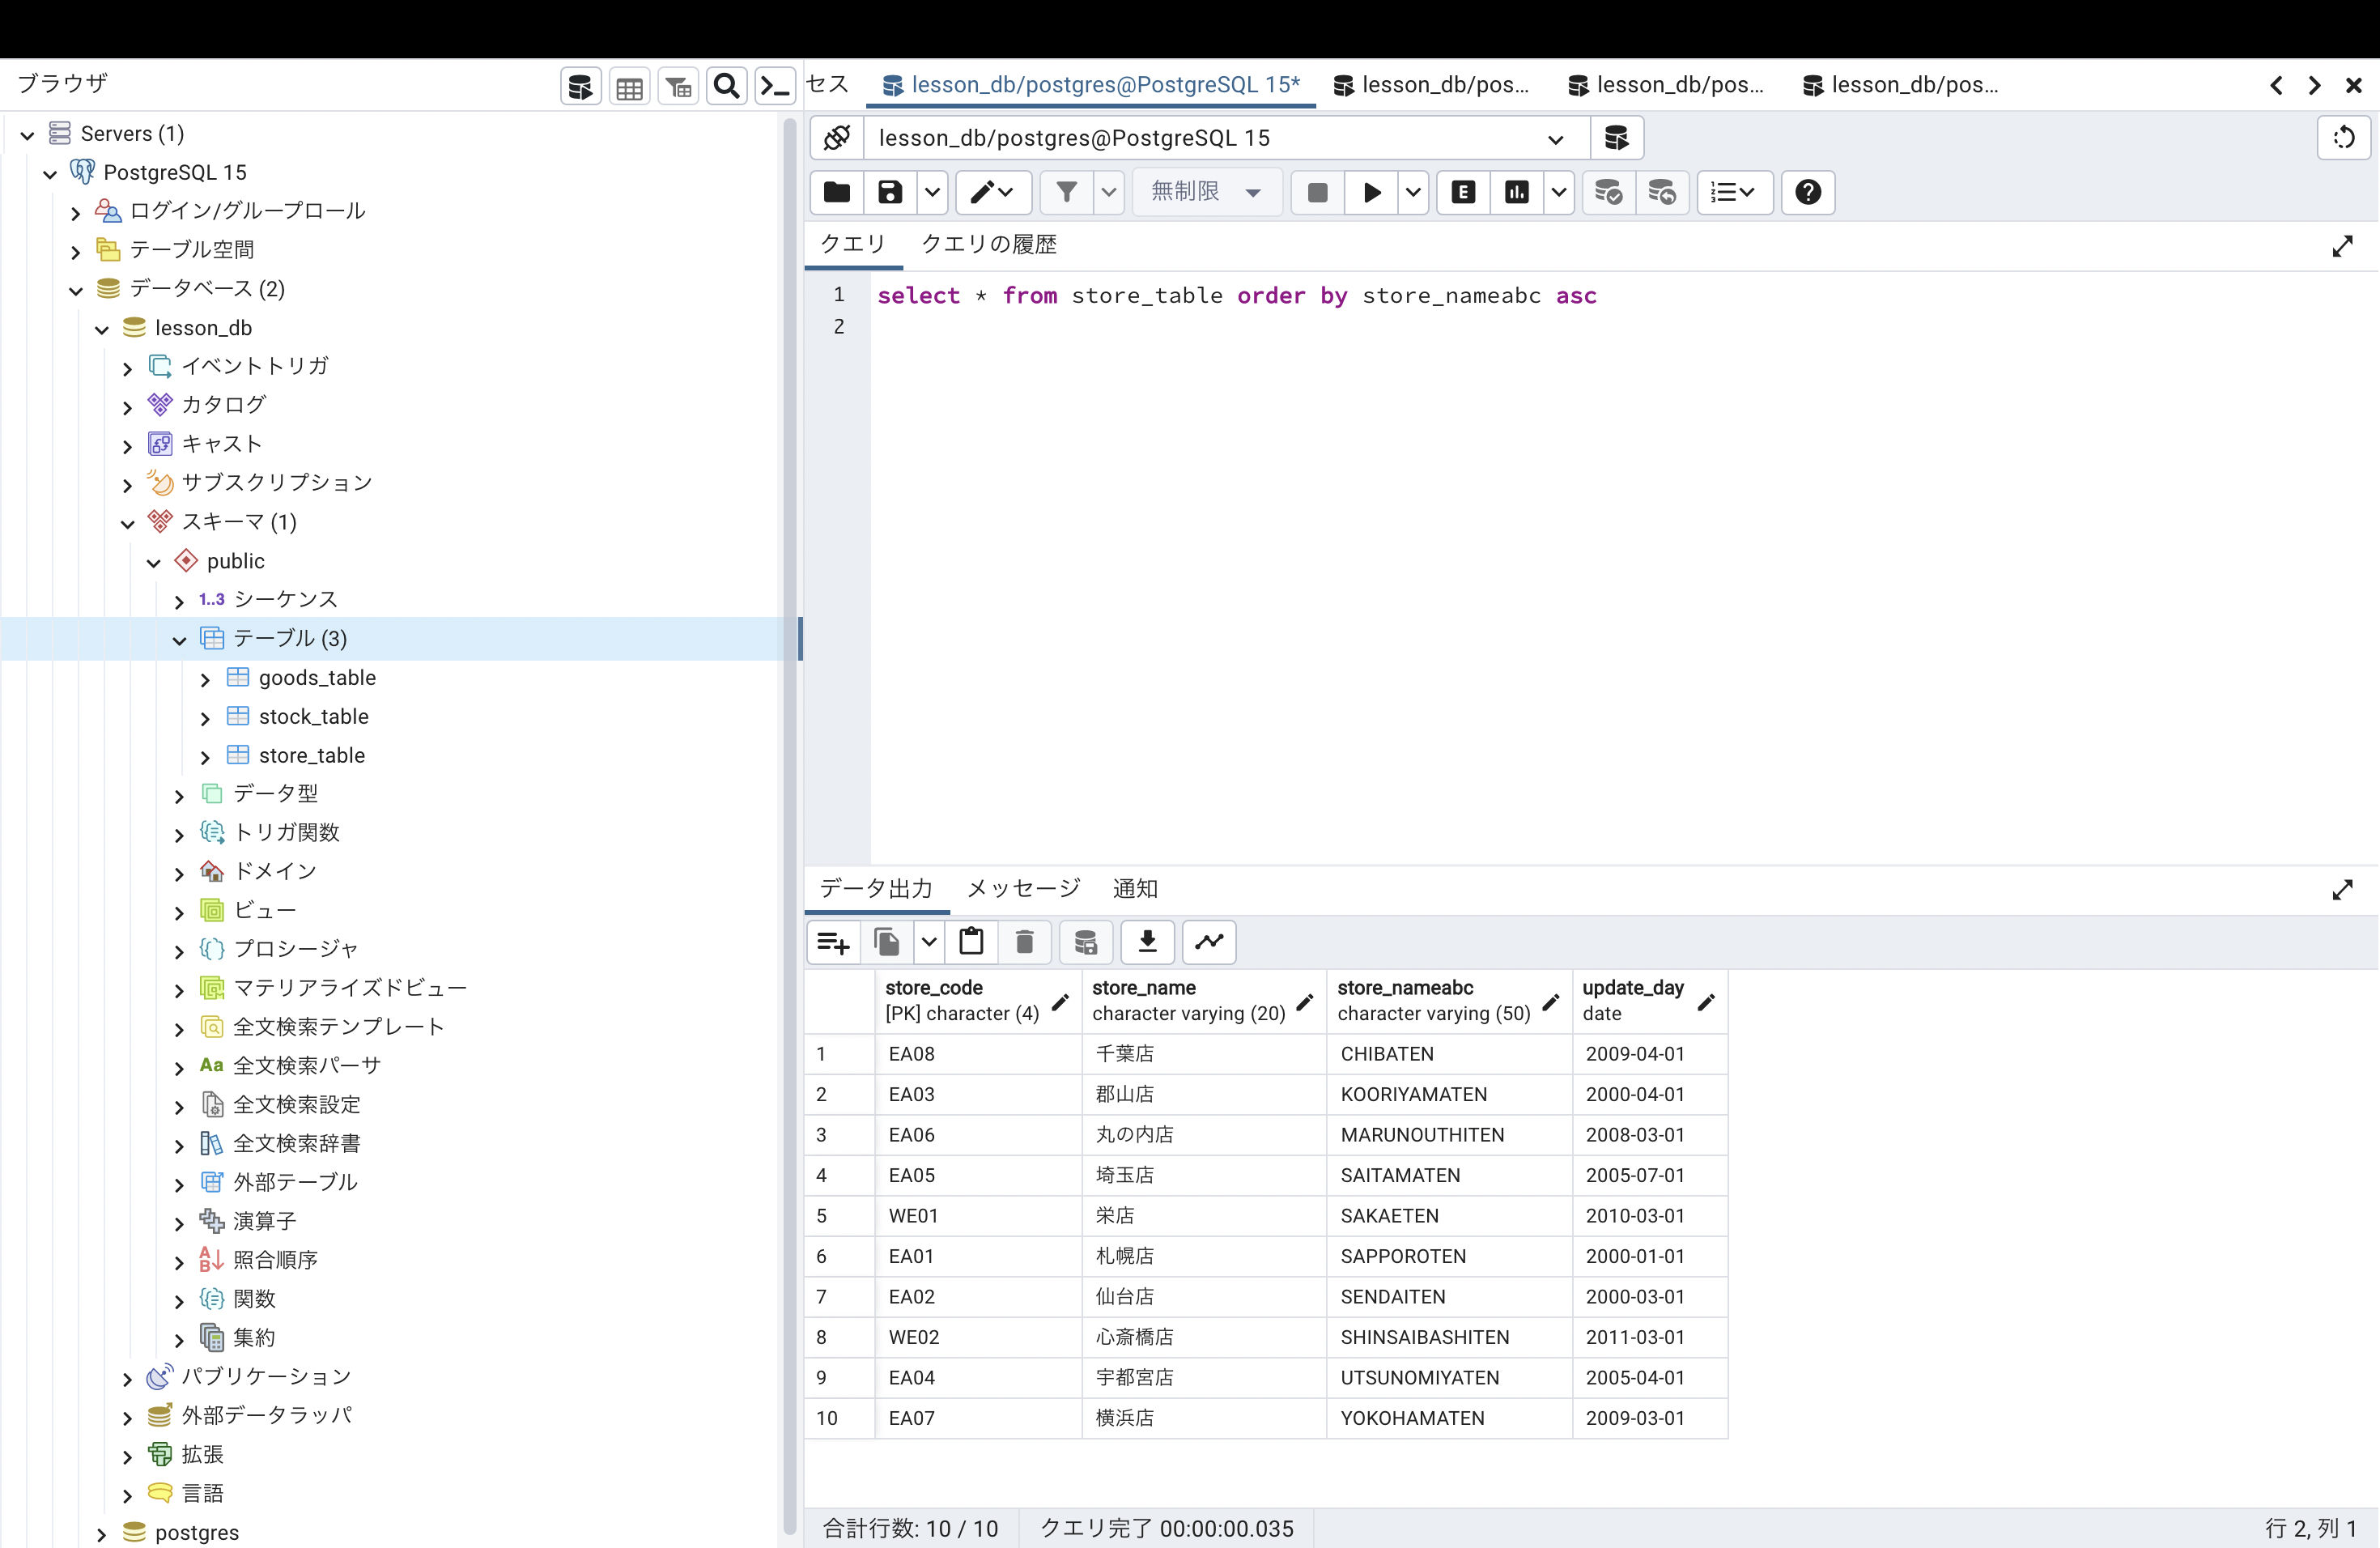 ブラウザ
Servers (1)
PostgreSQL 15
ログイン/グループロール
テーブル空間
データベース (2)
lesson_db
イベントトリガ
カタログ
キャスト
サブスクリプション
スキーマ (1)
public
1..3 シーケンス
テーブル (3)
goods_table
stock_table
store_table
データ型
トリガ関数
ドメイン
ビュー
プロシージャ
マテリアライズドビュー
全文検索テンプレート
Aa 全文検索パーサ
全文検索設定
全文検索辞書
外部テーブル
演算子
照合順序
関数
集約
パブリケーション
外部データラッパ
拡張
言語
postgres
セス lesson_db/postgres@PostgreSQL 15* lesson_db/pos... lesson_db/pos... lesson_db/pos...
lesson_db/postgres@PostgreSQL 15
無制限 E
クエリ クエリの履歴
1 select * from store_table order by store_nameabc asc
2
データ出力 メッセージ 通知
store_code store_name store_nameabc update_day
[PK] character (4) character varying (20) character varying (50) date
1 EA08 千葉店 CHIBATEN 2009-04-01
2 EA03 郡山店 KOORIYAMATEN 2000-04-01
3 EA06 丸の内店 MARUNOUTHITEN 2008-03-01
4 EA05 埼玉店 SAITAMATEN 2005-07-01
5 WE01 栄店 SAKAETEN 2010-03-01
6 EA01 札幌店 SAPPOROTEN 2000-01-01
7 EA02 仙台店 SENDAITEN 2000-03-01
8 WE02 心斎橋店 SHINSAIBASHITEN 2011-03-01
9 EA04 宇都宮店 UTSUNOMIYATEN 2005-04-01
10 EA07 横浜店 YOKOHAMATEN 2009-03-01
合計行数: 10 / 10 クエリ完了 00:00:00.035 行 2, 列 1